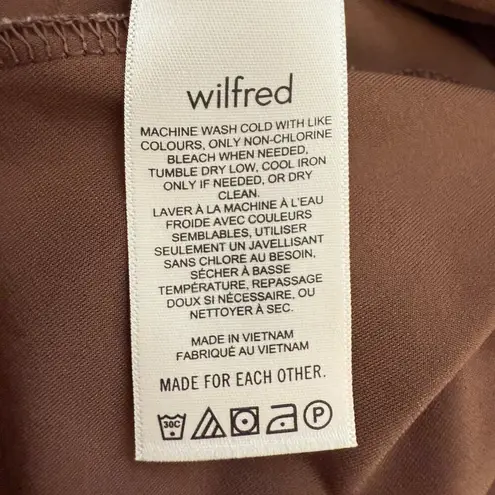 wilfred
MACHINE WASH COLD WITH LIKE
COLOURS, ONLY NON-CHLORINE
BLEACH WHEN NEEDED,
TUMBLE DRY LOW, COOL IRON
ONLY IF NEEDED, OR DRY
CLEAN.
LAVER À LA MACHINE À L'EAU
FROIDE AVEC COULEURS
SEMBLABLES, UTILISER
SEULEMENT UN JAVELLISANT
SANS CHLORE AU BESOIN,
SÉCHER À BASSE
TEMPÉRATURE, REPASSAGE
DOUX SI NÉCESSAIRE, OU
NETTOYER À SEC.
MADE IN VIETNAM
FABRIQUÉ AU VIETNAM
MADE FOR EACH OTHER.
30C P